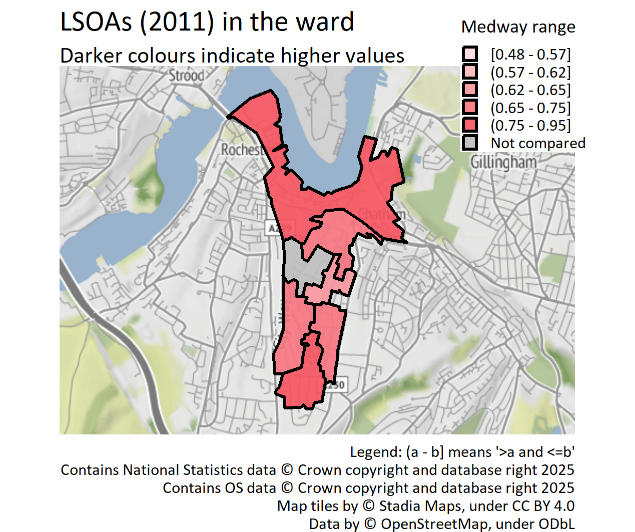 LSOAs (2011) in the ward
Darker colours indicate higher values
Medway range
[0.48 - 0.57]
(0.57 - 0.62]
(0.62 - 0.65]
(0.65 - 0.75]
(0.75 - 0.95]
Not compared
Strood
Gillingham
Legend: (a - b] means '>a and <=b'
Contains National Statistics data © Crown copyright and database right 2025
Contains OS data © Crown copyright and database right 2025
Map tiles by © Stadia Maps, under CC BY 4.0
Data by © OpenStreetMap, under ODbL